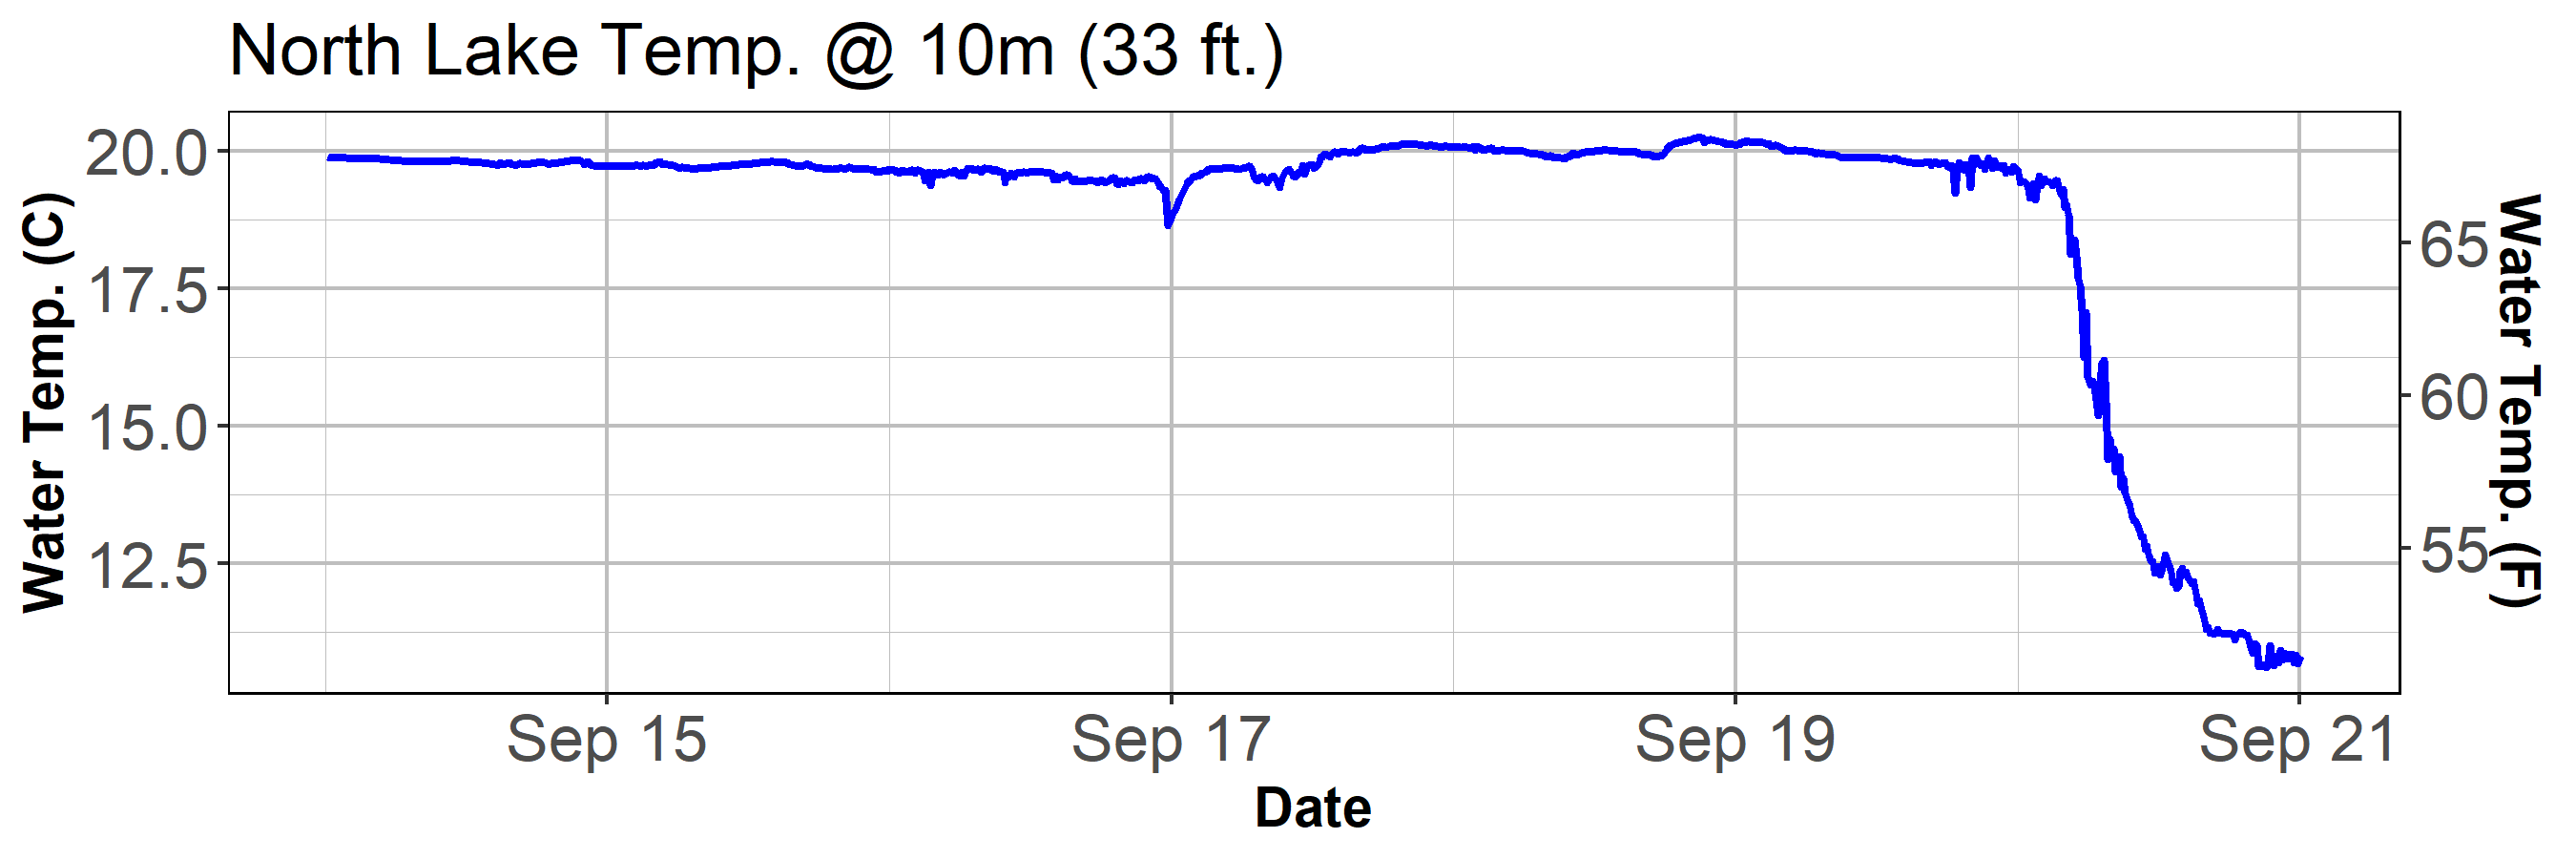 North Lake Temp. @ 10m (33 ft.)
Water Temp. (C)
20.0
17.5
15.0
12.5
65
60
55
Water Temp. (F)
Sep 15
Sep 17
Sep 19
Sep 21
Date